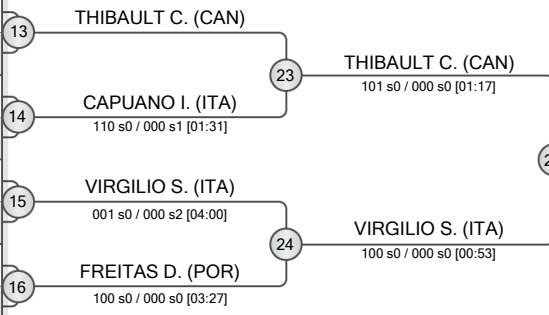 THIBAULT C. (CAN)
13
23
THIBAULT C. (CAN)
101 s0 / 000 s0 [01:17]
CAPUANO I. (ITA)
14
110 s0 / 000 s1 [01:31]
VIRGILIO S. (ITA)
15
001 s0 / 000 s2 [04:00]
24
VIRGILIO S. (ITA)
100 s0 / 000 s0 [00:53]
FREITAS D. (POR)
16
100 s0 / 000 s0 [03:27]